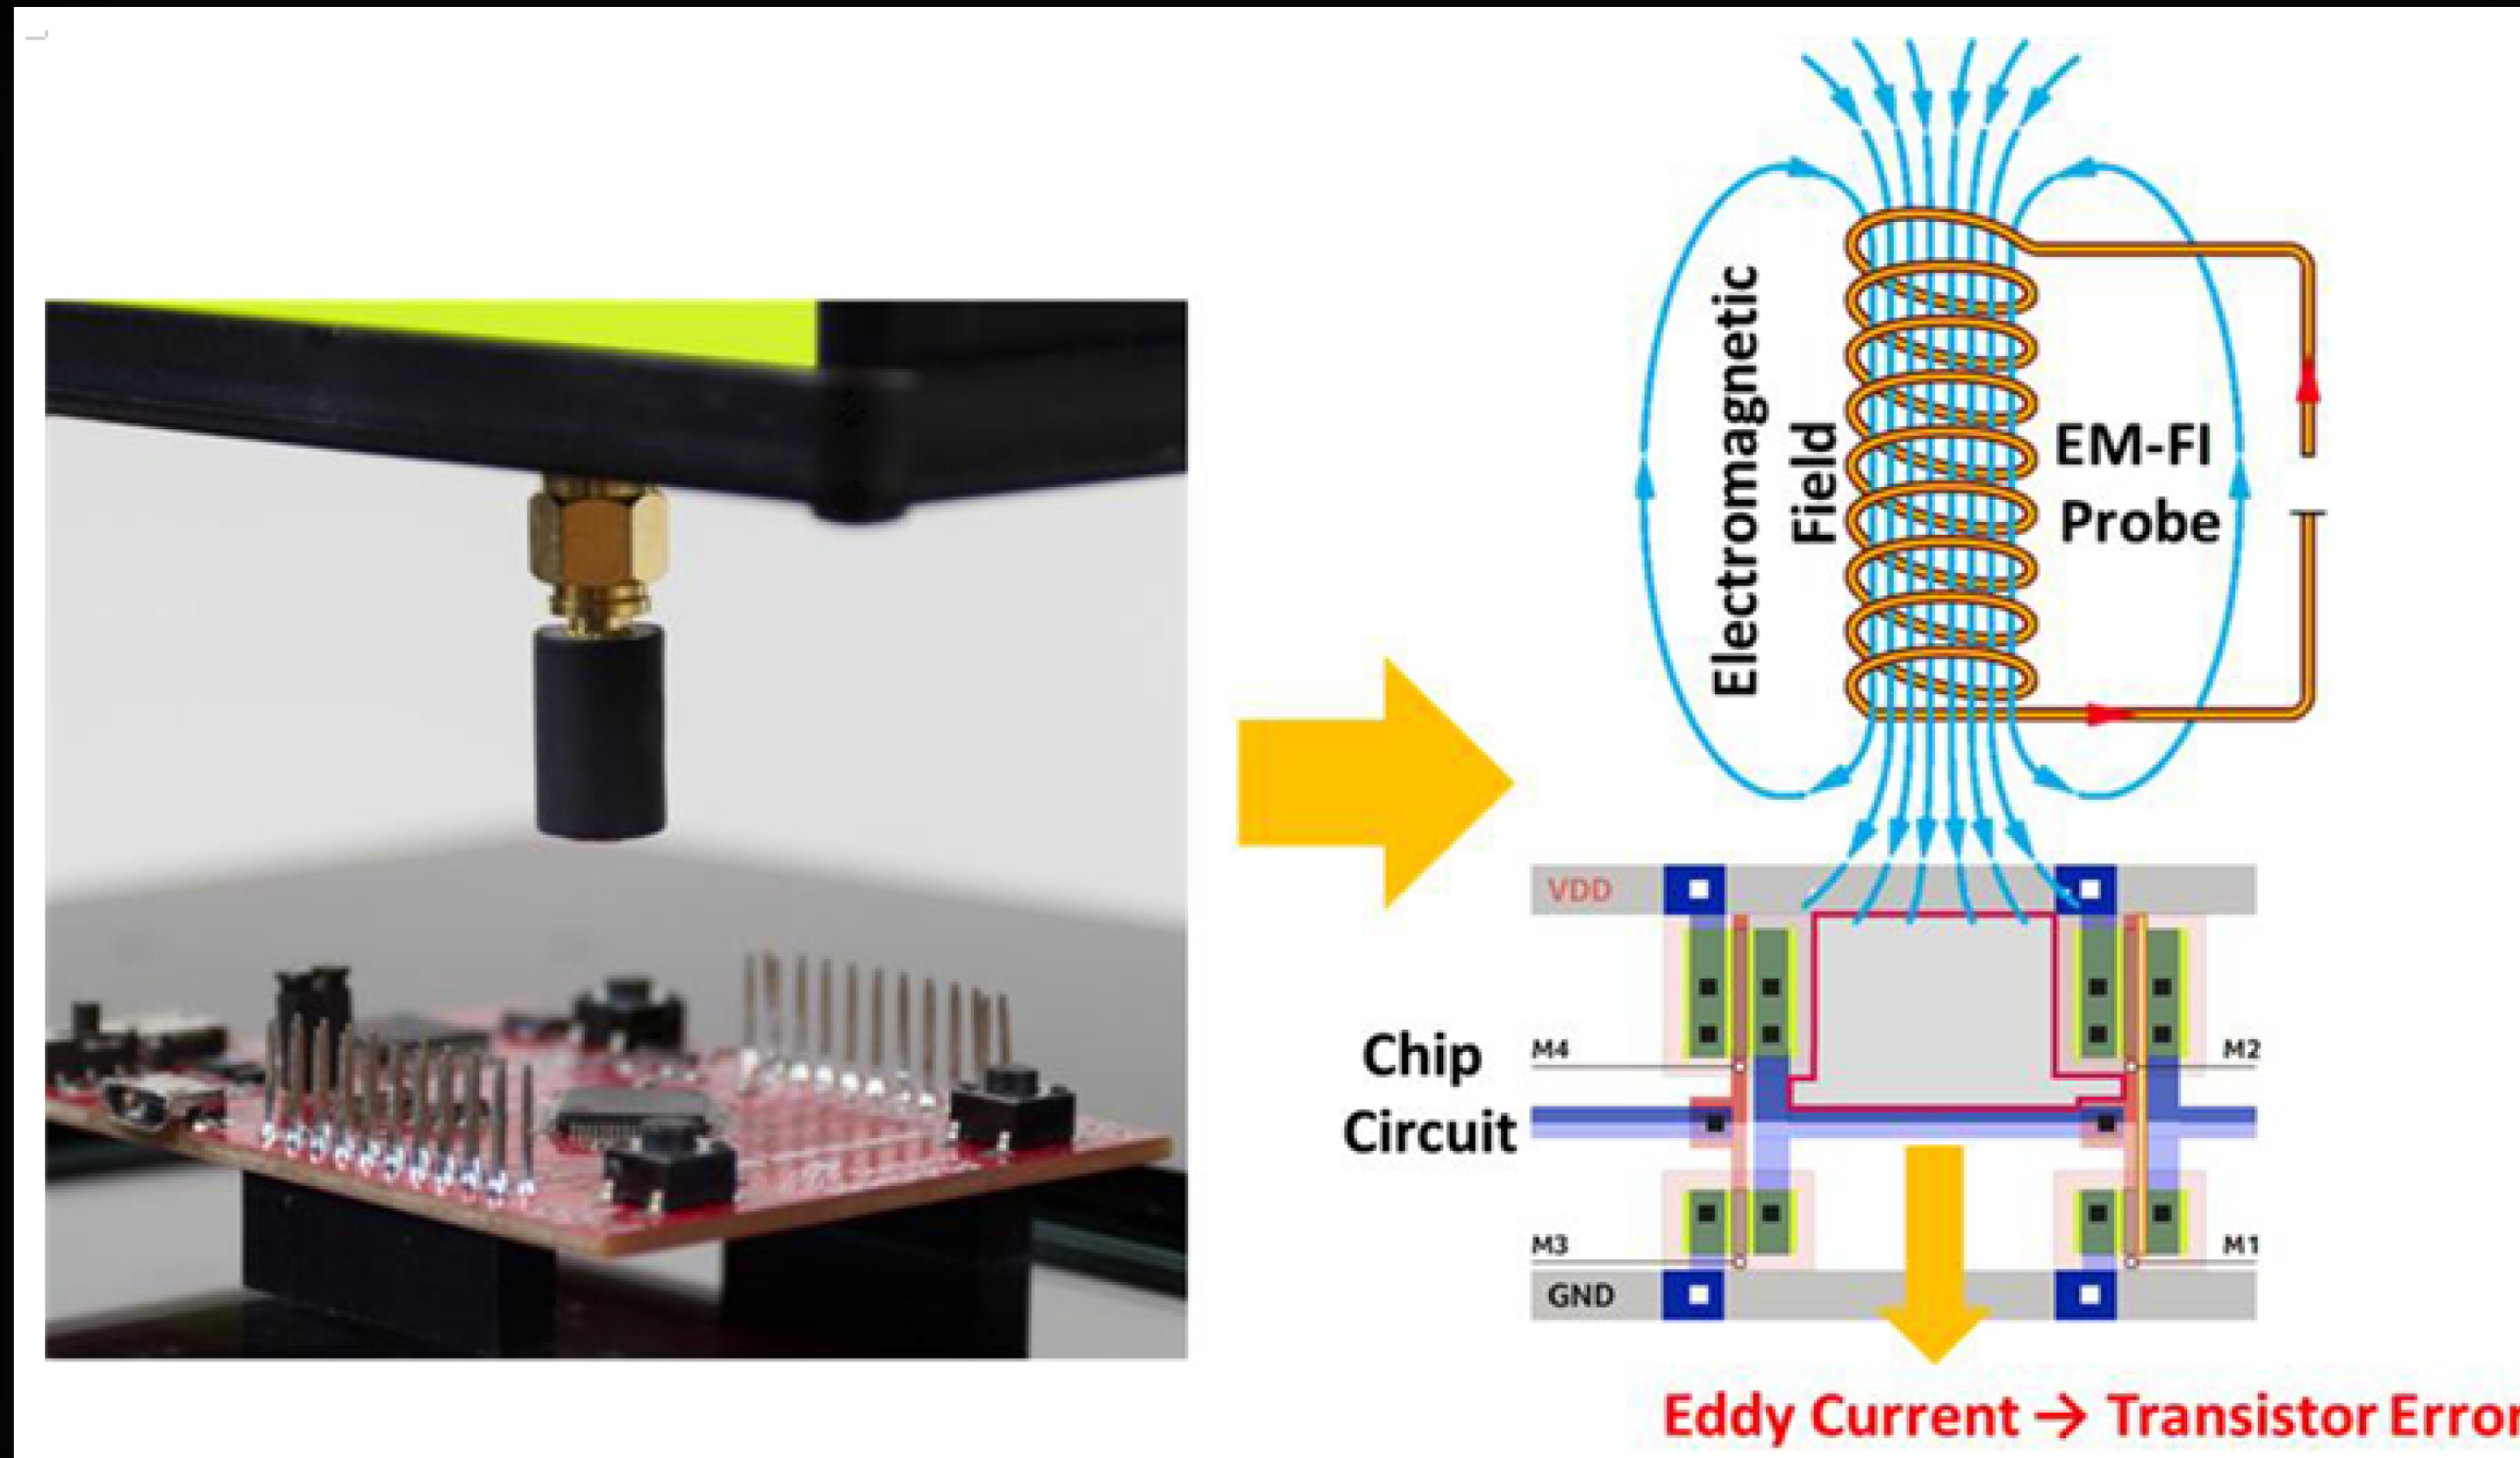 Electromagnetic
Field
EM-FI
Probe
VDD
Chip
Circuit
M4
M2
M3
M1
GND
Eddy Current → Transistor Error